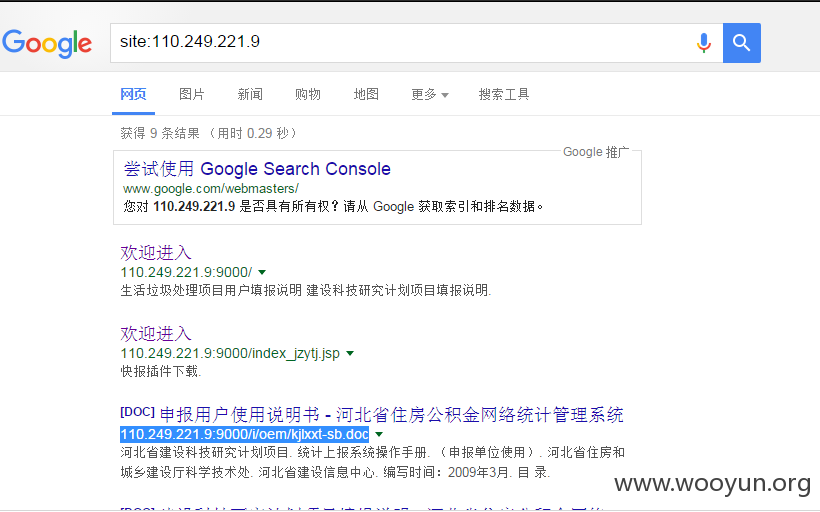 Google
site:110.249.221.9
网页 图片 新闻 购物 地图 更多 搜索工具
获得 9 条结果 （用时 0.29 秒）
Google 推广
尝试使用 Google Search Console
www.google.com/webmasters/
您对 110.249.221.9 是否具有所有权？请从 Google 获取索引和排名数据。
欢迎进入
110.249.221.9:9000/
生活垃圾处理项目用户填报说明 建设科技研究计划项目填报说明.
欢迎进入
110.249.221.9:9000/index_jzytj.jsp
快报插件下载.
[DOC] 申报用户使用说明书 - 河北省住房公积金网络统计管理系统
110.249.221.9:9000/i/oem/kjlxxt-sb.doc
河北省建设科技研究计划项目. 统计上报系统操作手册. （申报单位使用）. 河北省住房和
城乡建设厅科学技术处. 河北省建设信息中心. 编写时间：2009年3月. 目 录.
www.wooyun.org